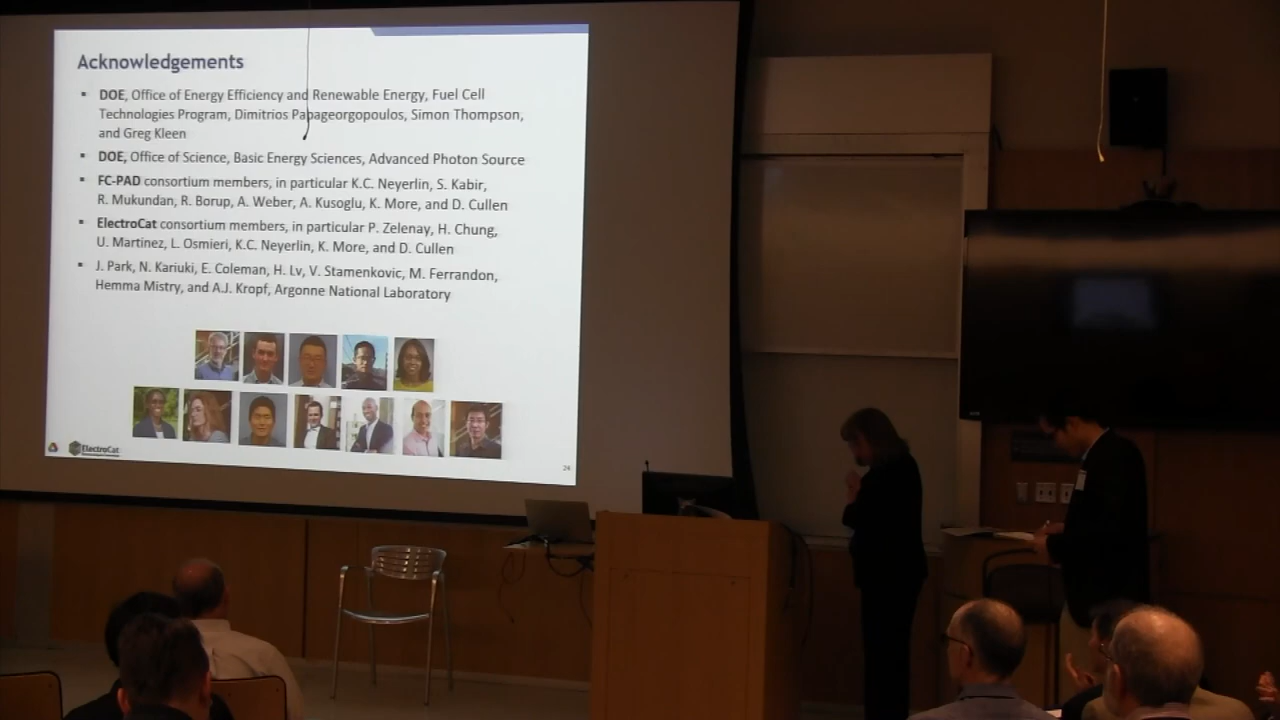 Acknowledgements
▪ DOE, Office of Energy Efficiency and Renewable Energy, Fuel Cell
Technologies Program, Dimitrios Papageorgopoulos, Simon Thompson,
and Greg Kleen
▪ DOE, Office of Science, Basic Energy Sciences, Advanced Photon Source
▪ FC-PAD consortium members, in particular K.C. Neyerlin, S. Kabir,
R. Mukundan, R. Borup, A. Weber, A. Kusoglu, K. More, and D. Cullen
▪ ElectroCat consortium members, in particular P. Zelenay, H. Chung,
U. Martinez, L. Osmieri, K.C. Neyerlin, K. More, and D. Cullen
▪ J. Park, N. Kariuki, E. Coleman, H. Lv, V. Stamenkovic, M. Ferrandon,
Hemma Mistry, and A.J. Kropf, Argonne National Laboratory
ElectroCat
24